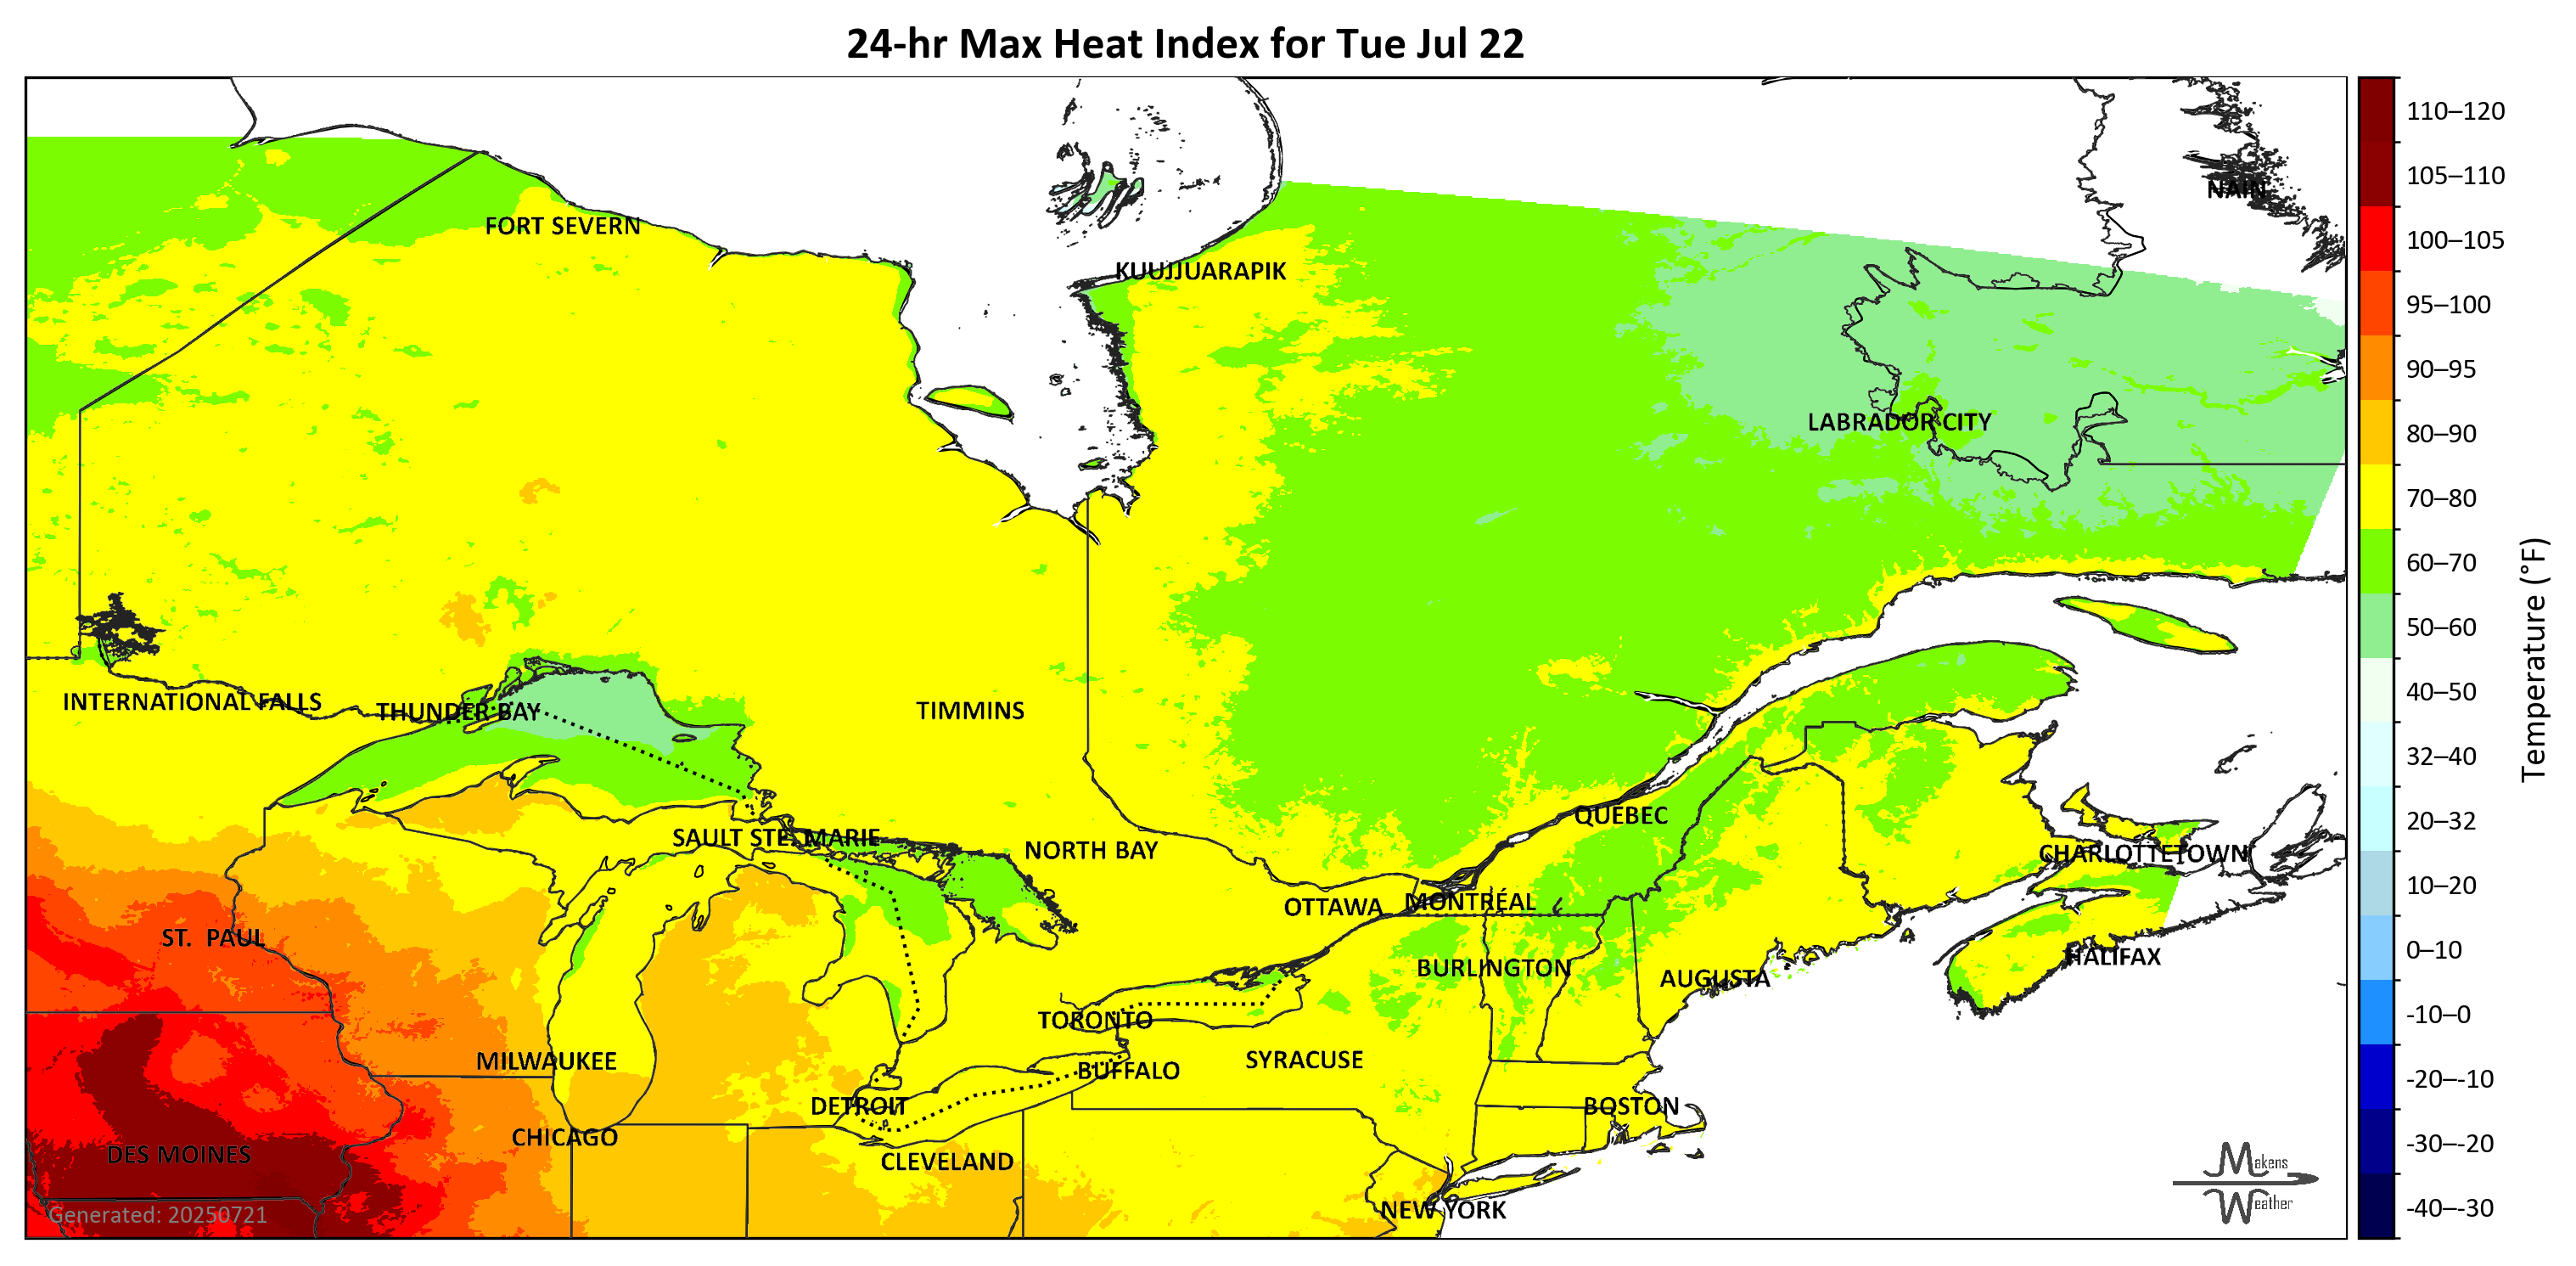 24-hr Max Heat Index for Tue Jul 22
NAIN
FORT SEVERN
KUUJJUARAPIK
LABRADOR CITY
INTERNATIONAL FALLS
THUNDER BAY
TIMMINS
QUEBEC
SAULT STE. MARIE
NORTH BAY
CHARLOTTETOWN
OTTAWA
MONTRÉAL
ST.  PAUL
HALIFAX
BURLINGTON
AUGUSTA
TORONTO
MILWAUKEE
SYRACUSE
BUFFALO
DETROIT
BOSTON
CHICAGO
DES MOINES
CLEVELAND
NEW YORK
Generated: 20250721
Makens
Weather
110–120
105–110
100–105
95–100
90–95
80–90
70–80
60–70
50–60
40–50
32–40
20–32
10–20
0–10
-10–0
-20–-10
-30–-20
-40–-30
Temperature (°F)